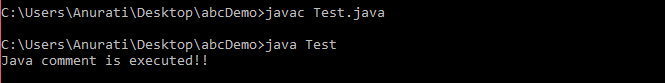 C:\Users\Anurati\Desktop\abcDemo>javac Test.java
C:\Users\Anurati\Desktop\abcDemo>java Test
Java comment is executed!!